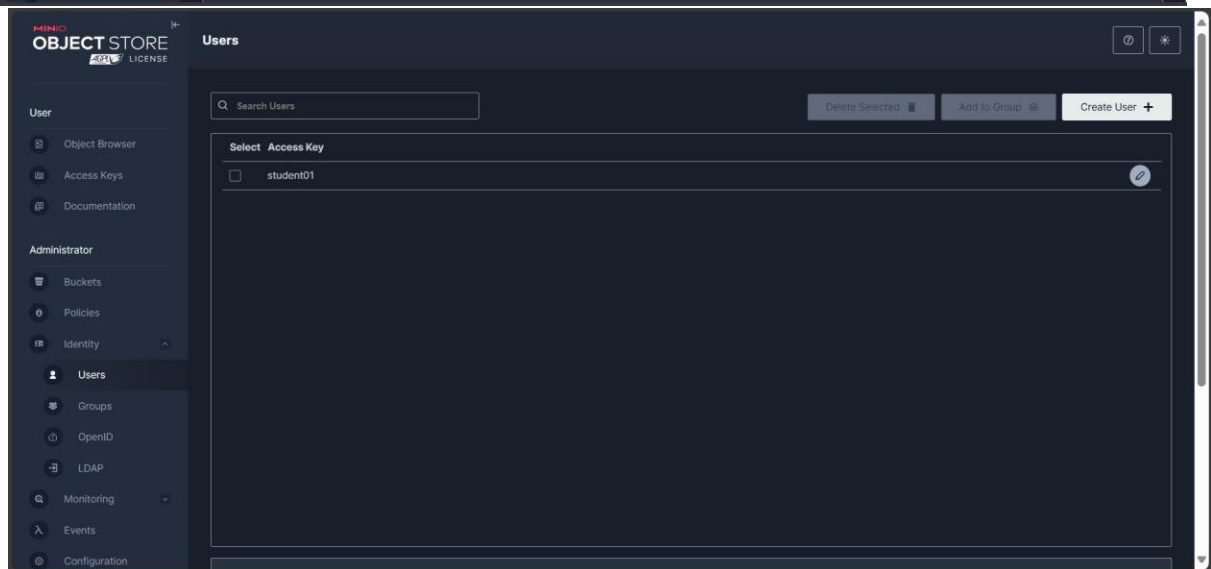 MINIO
OBJECT STORE
AGPL LICENSE
Users
User
Object Browser
Access Keys
Documentation
Administrator
Buckets
Policies
Identity
Users
Groups
OpenID
LDAP
Monitoring
Events
Configuration
Search Users
Delete Selected
Add to Group
Create User +
Select Access Key
student01